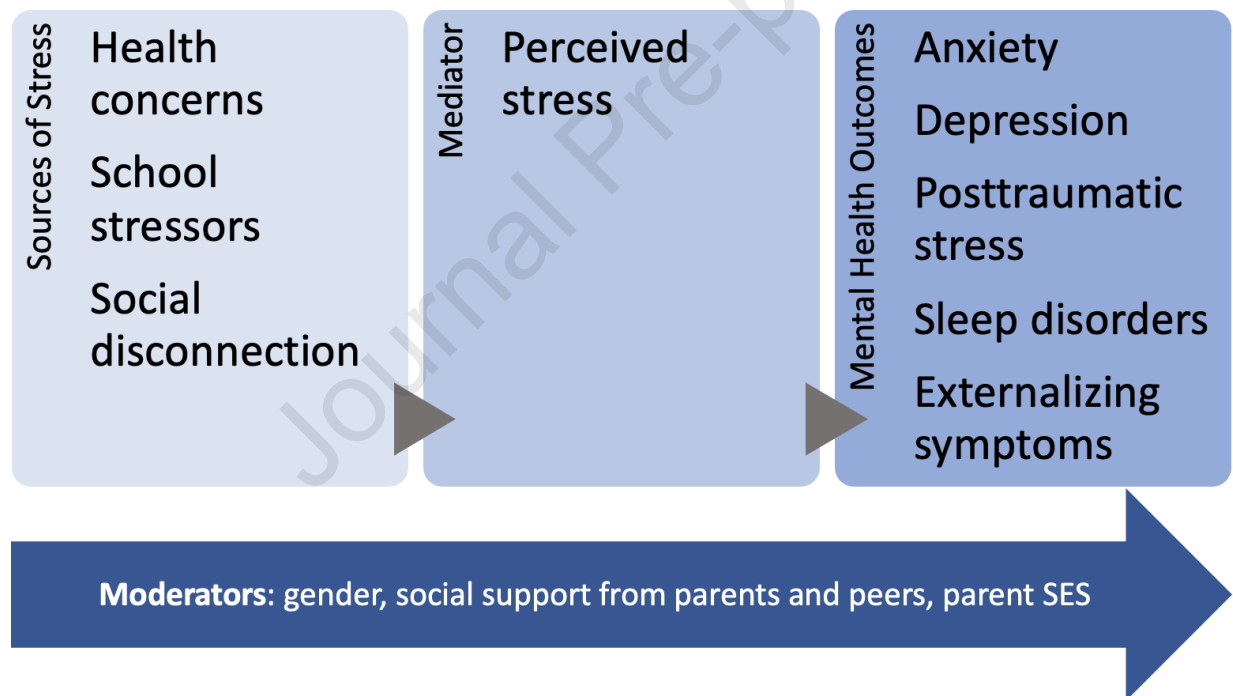 Sources of Stress
Health
concerns
School
stressors
Social
disconnection
Mediator
Perceived
stress
Mental Health Outcomes
Anxiety
Depression
Posttraumatic
stress
Sleep disorders
Externalizing
symptoms
Journal Pre-p
Moderators: gender, social support from parents and peers, parent SES